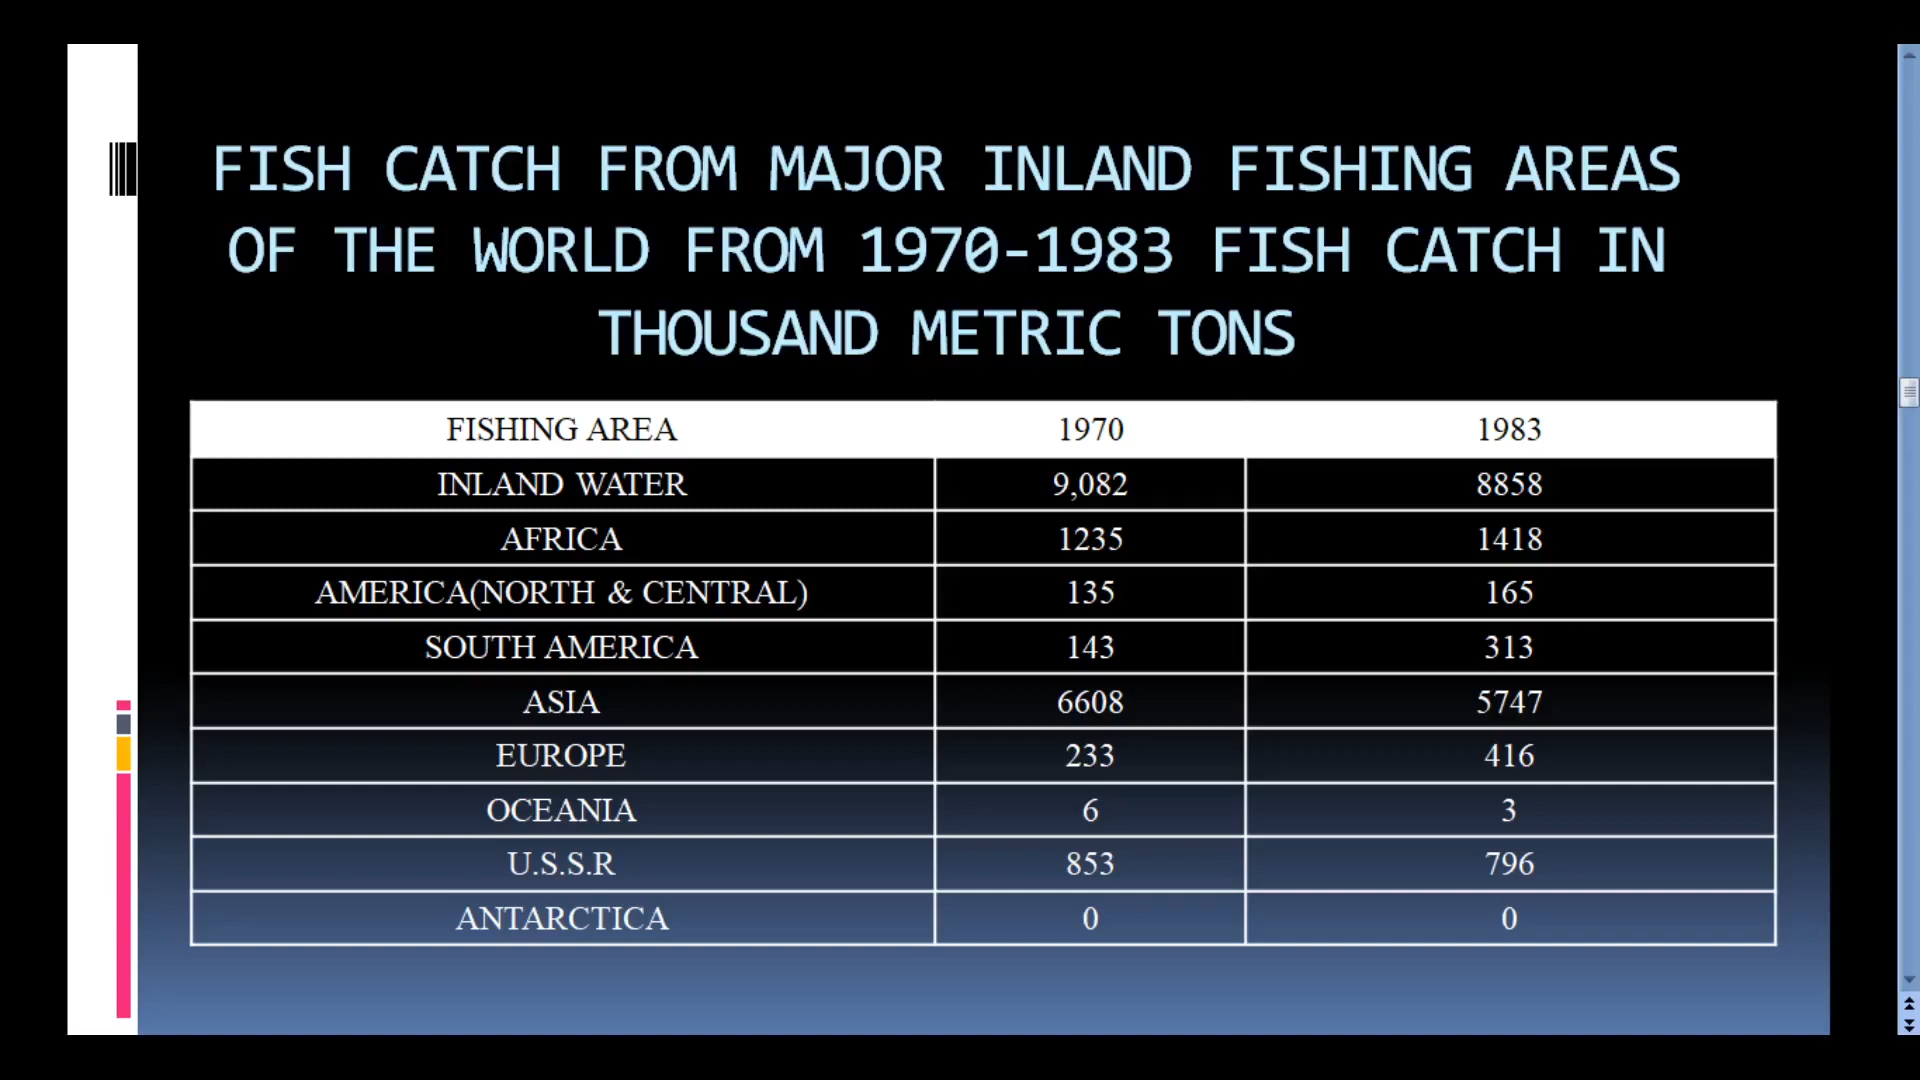 FISH CATCH FROM MAJOR INLAND FISHING AREAS
OF THE WORLD FROM 1970-1983 FISH CATCH IN
THOUSAND METRIC TONS
FISHING AREA 1970 1983
INLAND WATER 9,082 8858
AFRICA 1235 1418
AMERICA(NORTH & CENTRAL) 135 165
SOUTH AMERICA 143 313
ASIA 6608 5747
EUROPE 233 416
OCEANIA 6 3
U.S.S.R 853 796
ANTARCTICA 0 0